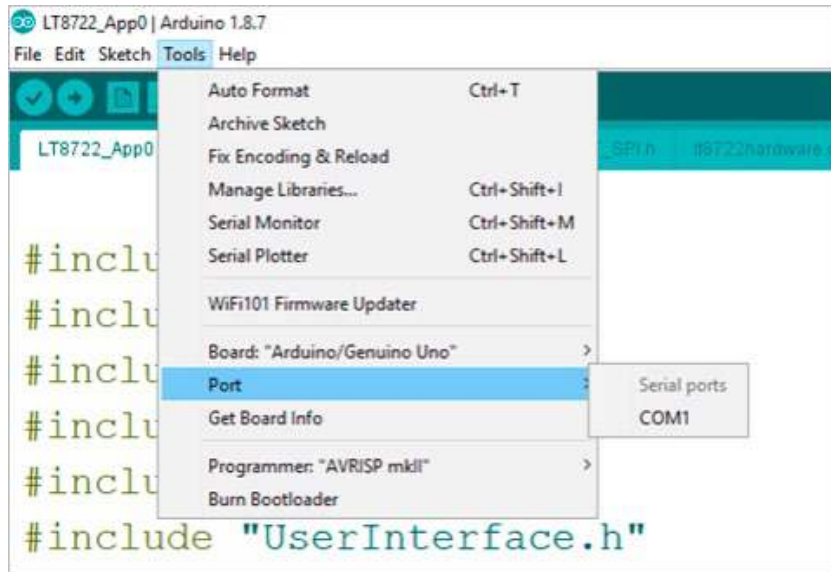 LT8722_App0 | Arduino 1.8.7
File Edit Sketch Tools Help
LT8722_App0
_SPI.h lt8722hardware.c
Auto Format Ctrl+T
Archive Sketch
Fix Encoding & Reload
Manage Libraries... Ctrl+Shift+I
Serial Monitor Ctrl+Shift+M
Serial Plotter Ctrl+Shift+L
WiFi101 Firmware Updater
Board: "Arduino/Genuino Uno"
Port
Serial ports
Get Board Info
COM1
Programmer: "AVRISP mkII"
Burn Bootloader
#inclu
#inclu
#inclu
#inclu
#inclu
#include "UserInterface.h"